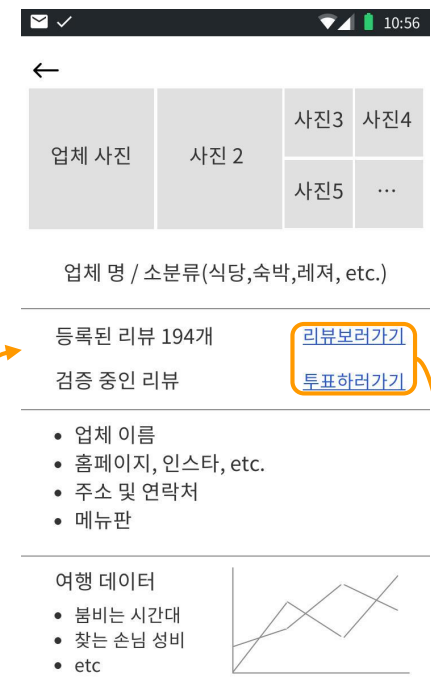 10:56
업체 사진
사진 2
사진3 사진4
사진5 …
업체 명 / 소분류(식당,숙박,레져, etc.)
등록된 리뷰 194개 리뷰보러가기
검증 중인 리뷰 투표하러가기
• 업체 이름
• 홈페이지, 인스타, etc.
• 주소 및 연락처
• 메뉴판
여행 데이터
• 붐비는 시간대
• 찾는 손님 성비
• etc